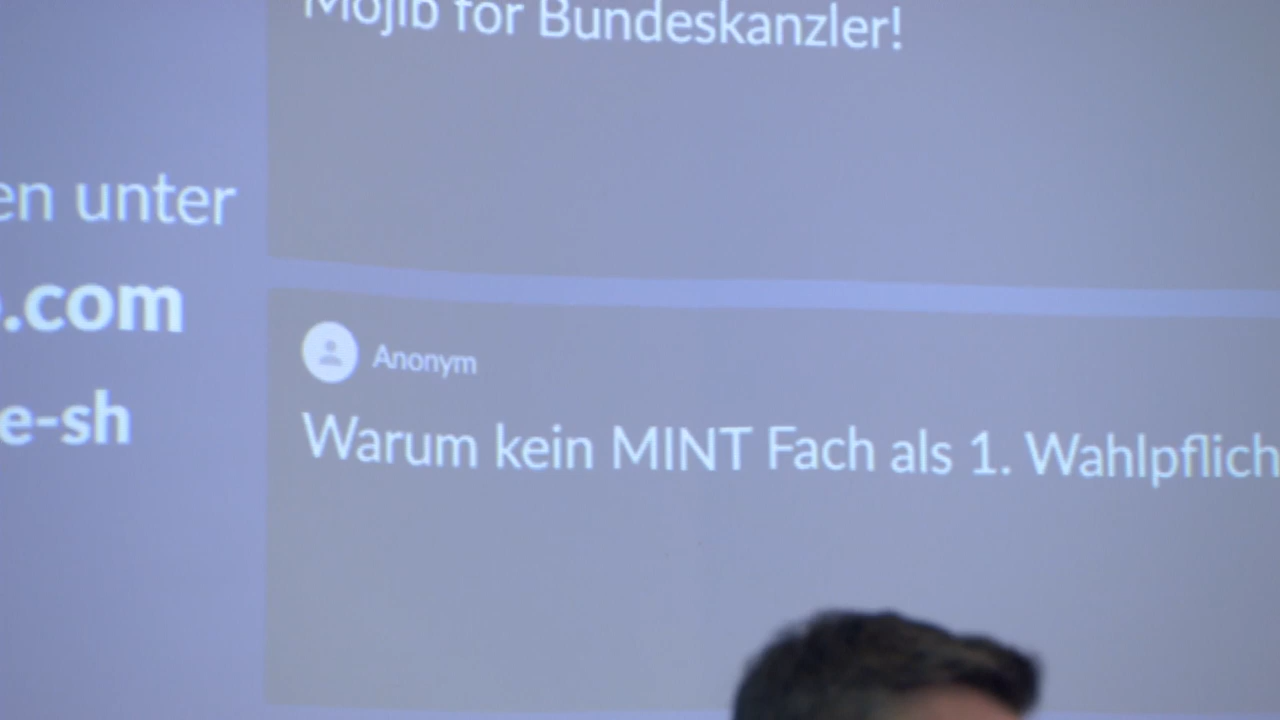 Mojib for Bundeskanzler!
en unter
.com
e-sh
Anonym
Warum kein MINT Fach als 1. Wahlpflich